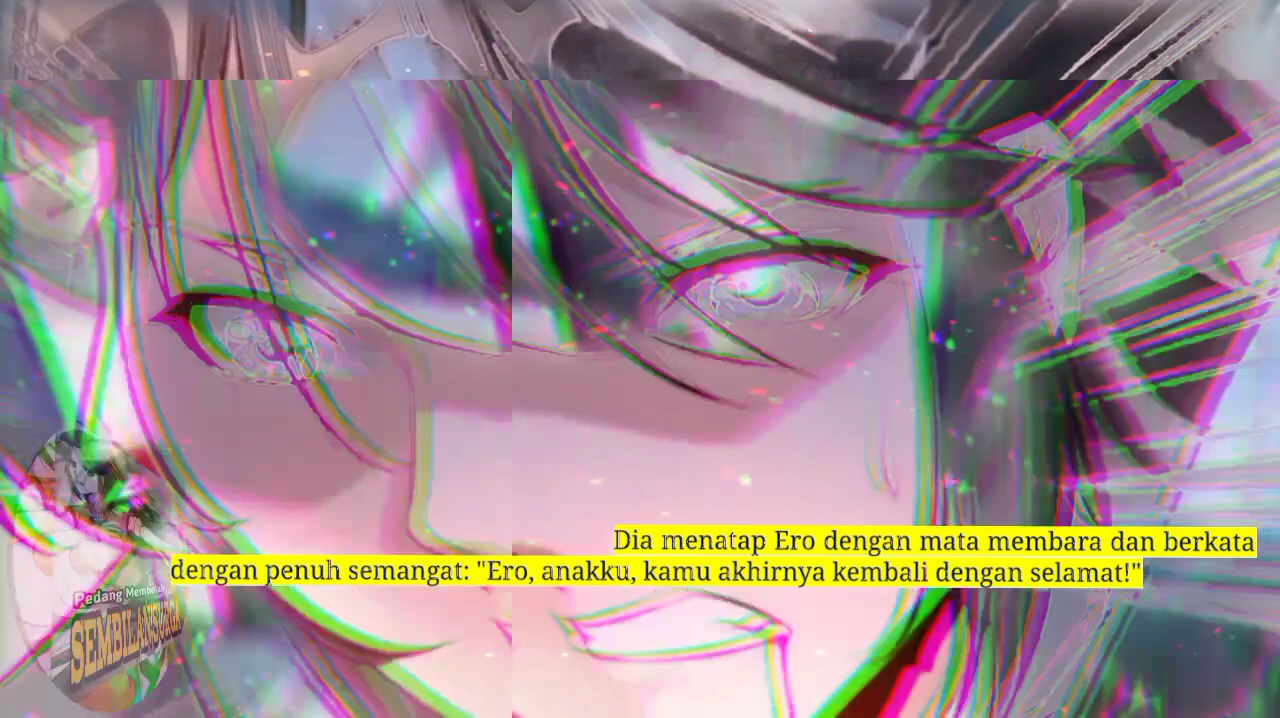 Dia menatap Ero dengan mata membara dan berkata
dengan penuh semangat: "Ero, anakku, kamu akhirnya kembali dengan selamat!"
Pedang Membelah
SEMBILAN SURGA